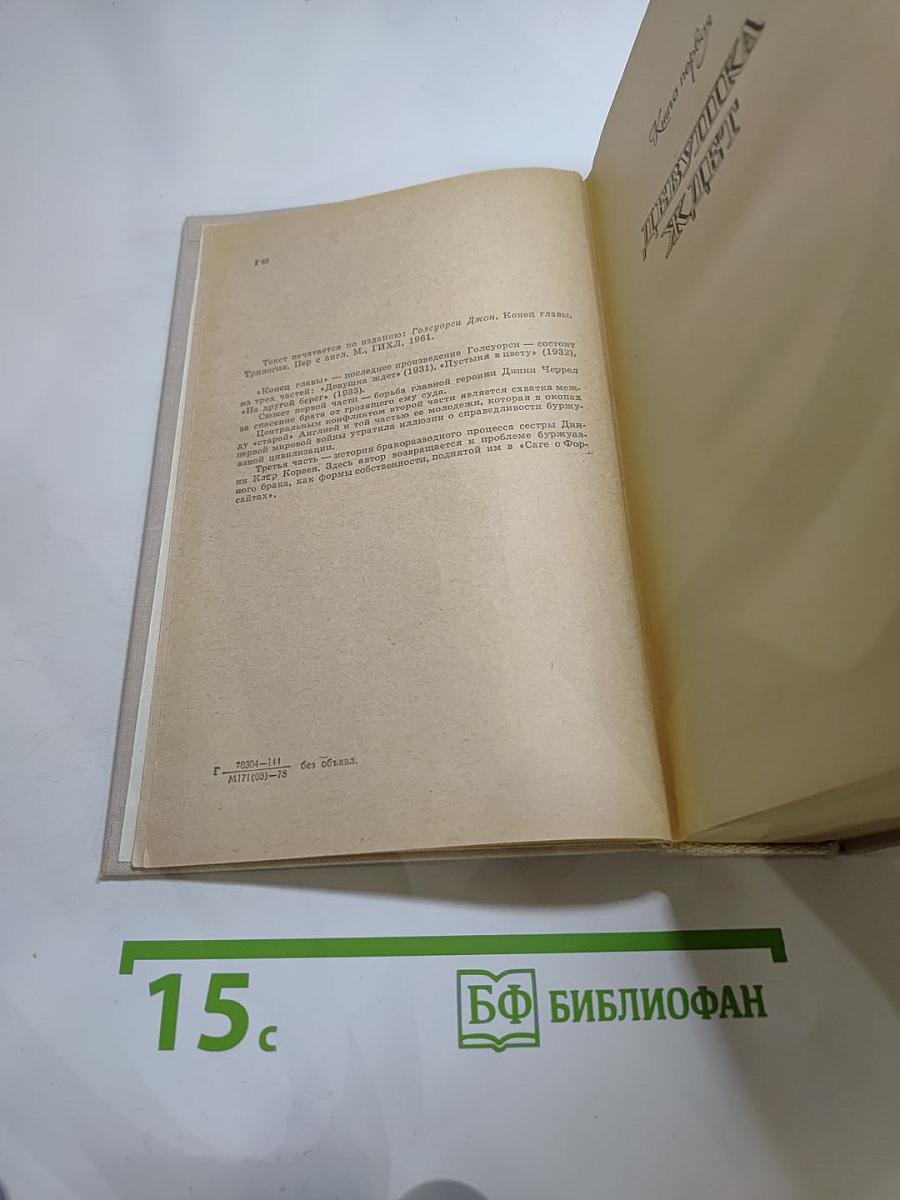 Г 60
Текст печатается по изданию: Голсуорси Джон. Конец главы.
Трилогия. Пер с англ. М., ГИХЛ, 1961.
«Конец главы» — последнее произведение Голсуорси — состоит
из трех частей: «Девушка ждет» (1931), «Пустыня в цвету» (1932),
«На другой берег» (1933).
Сюжет первой части — борьба главной героини Динни Черрел
за спасение брата от грозящего ему суда.
Центральным конфликтом второй части является схватка меж-
ду «старой» Англией и той частью ее молодежи, которая в окопах
первой мировой войны утратила иллюзии о справедливости буржу-
азной цивилизации.
Третья часть — история бракоразводного процесса сестры Дин-
ни Клер Корвен. Здесь автор возвращается к проблеме буржуаз-
ного брака, как формы собственности, поднятой им в «Саге о Фор-
сайтах».
Г 70304—141
М171(03)—78 без объявл.
Книга первая
ДЕВУШКА
ЖДЕТ
15 с
БФ БИБЛИОФАН